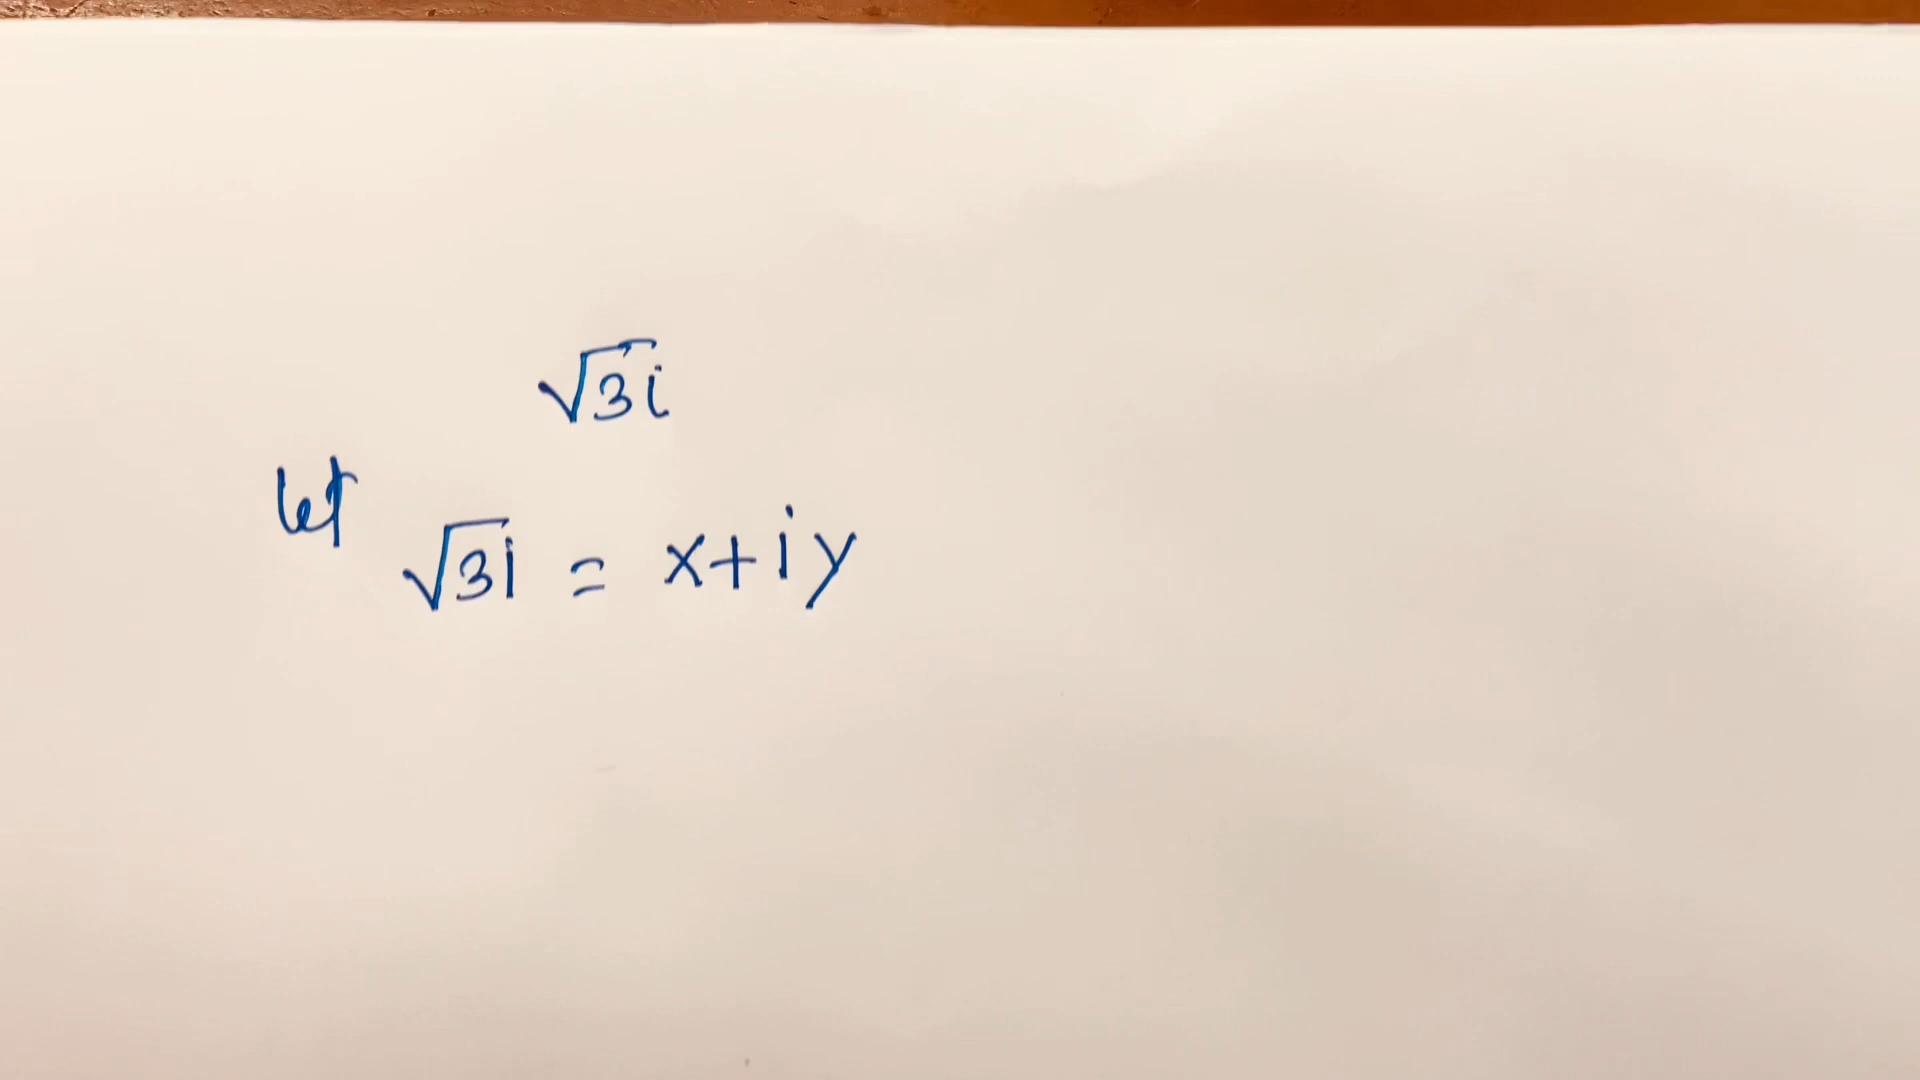 √3i
let
√3i = x+iy